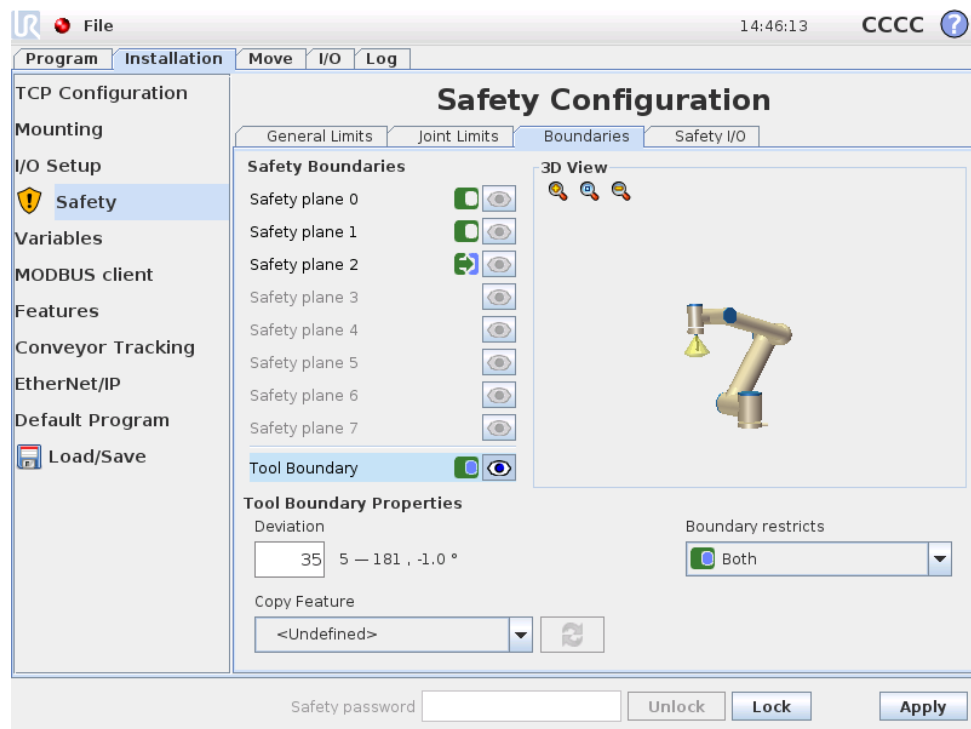 UR File 14:46:13 CCCC ?
Program Installation Move I/O Log
TCP Configuration
Mounting
I/O Setup
Safety
Variables
MODBUS client
Features
Conveyor Tracking
EtherNet/IP
Default Program
Load/Save
Safety Configuration
General Limits Joint Limits Boundaries Safety I/O
Safety Boundaries
Safety plane 0
Safety plane 1
Safety plane 2
Safety plane 3
Safety plane 4
Safety plane 5
Safety plane 6
Safety plane 7
Tool Boundary
3D View
Tool Boundary Properties
Deviation
35 5 — 181 , -1.0 °
Boundary restricts
Both
Copy Feature
<Undefined>
Safety password Unlock Lock Apply